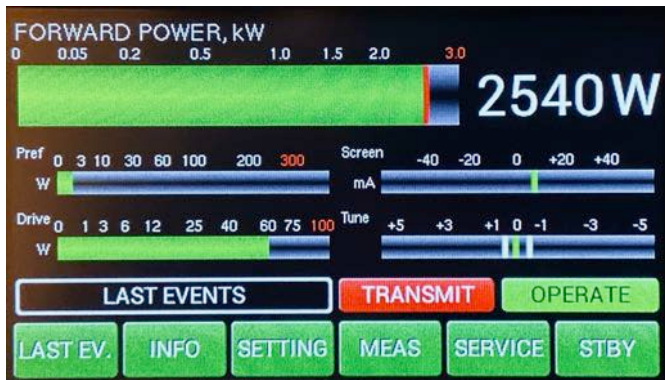 FORWARD POWER, kW
0 0.05 0.2 0.5 1.0 1.5 2.0 3.0
2540W
Pref 0 3 10 30 60 100 200 300
W
Screen -40 -20 0 +20 +40
mA
Drive 0 1 3 6 12 25 40 60 75 100
W
Tune +5 +3 +1 0 -1 -3 -5
LAST EVENTS
TRANSMIT
OPERATE
LAST EV.
INFO
SETTING
MEAS
SERVICE
STBY